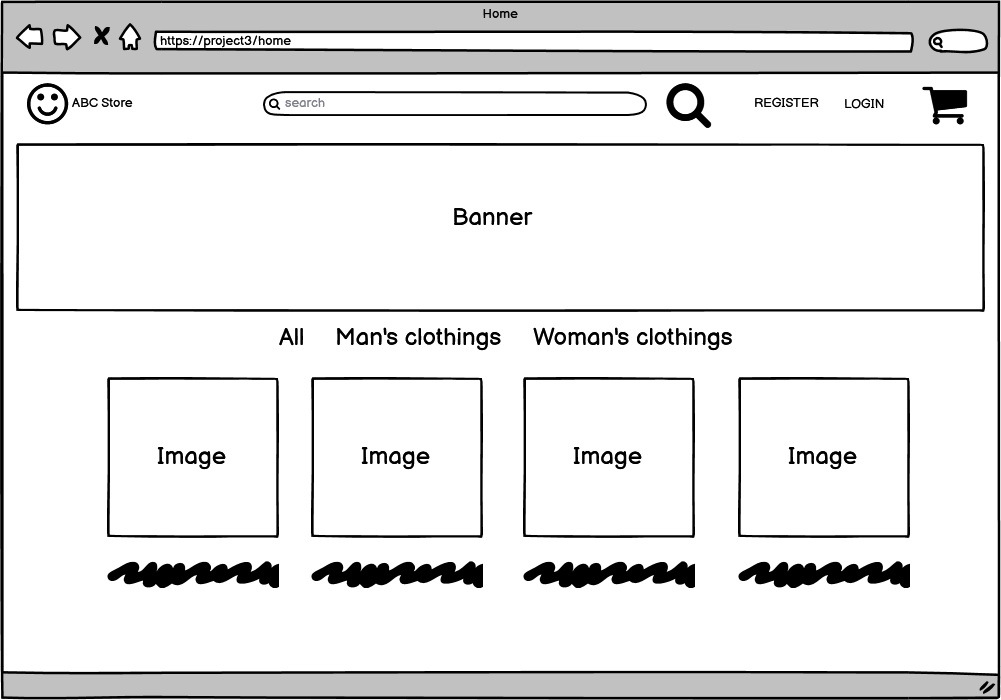 Home
https://project3/home
ABC Store
search
REGISTER
LOGIN
Banner
All Man's clothings Woman's clothings
Image Image Image Image